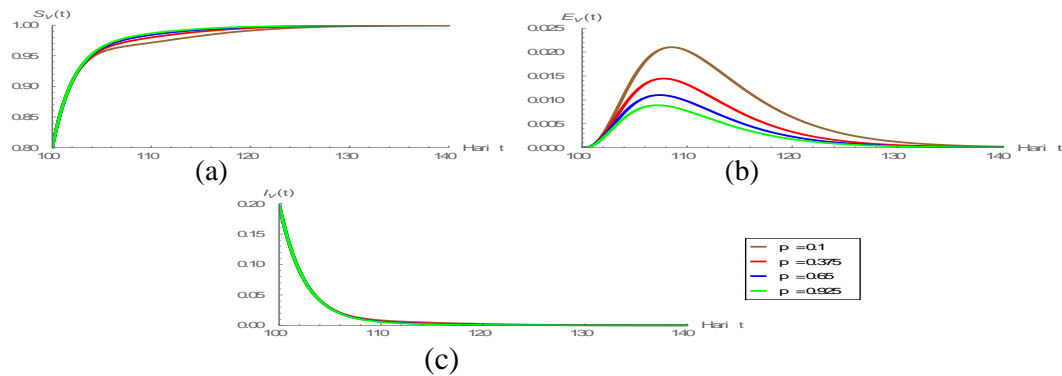 S_v(t)
1.00
0.95
0.90
0.85
0.80
100 110 120 130 140
Hari t
(a)
E_v(t)
0.025
0.020
0.015
0.010
0.005
0.000
100 110 120 130 140
Hari t
(b)
I_v(t)
0.20
0.15
0.10
0.05
0.00
100 110 120 130 140
Hari t
(c)
p =0.1
p =0.375
p =0.65
p =0.925